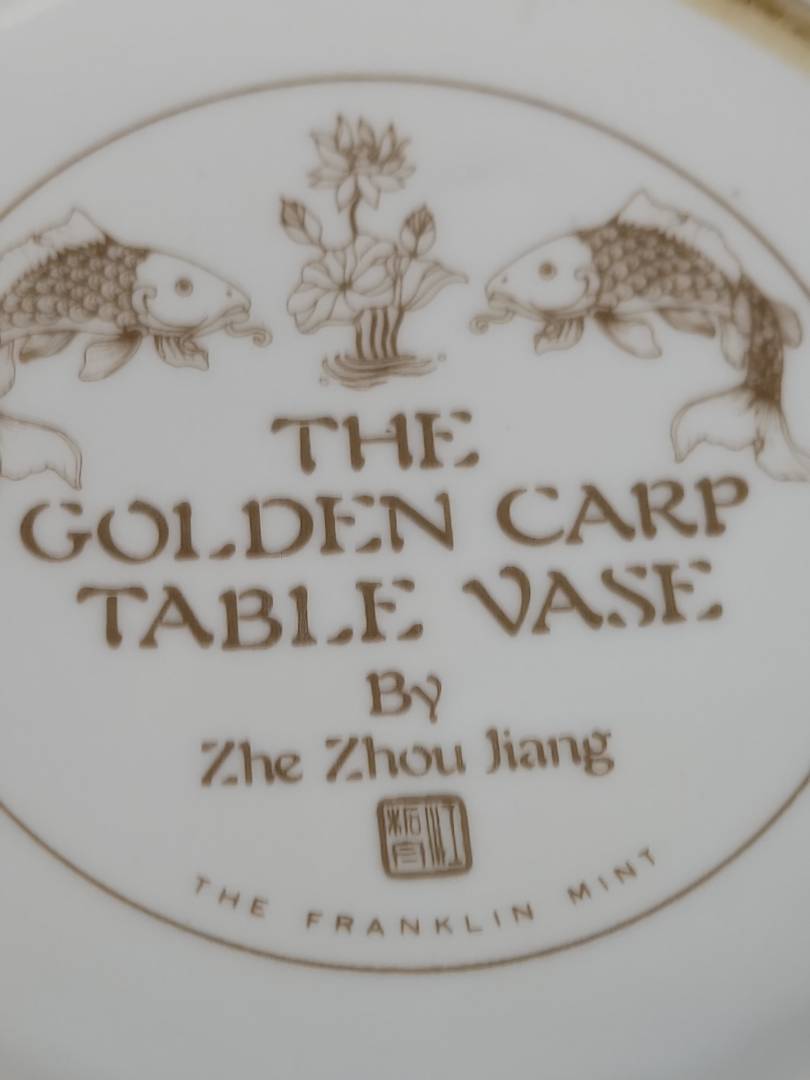 THE
GOLDEN CARP
TABLE VASE
By
Zhe Zhou Jiang
THE FRANKLIN MINT